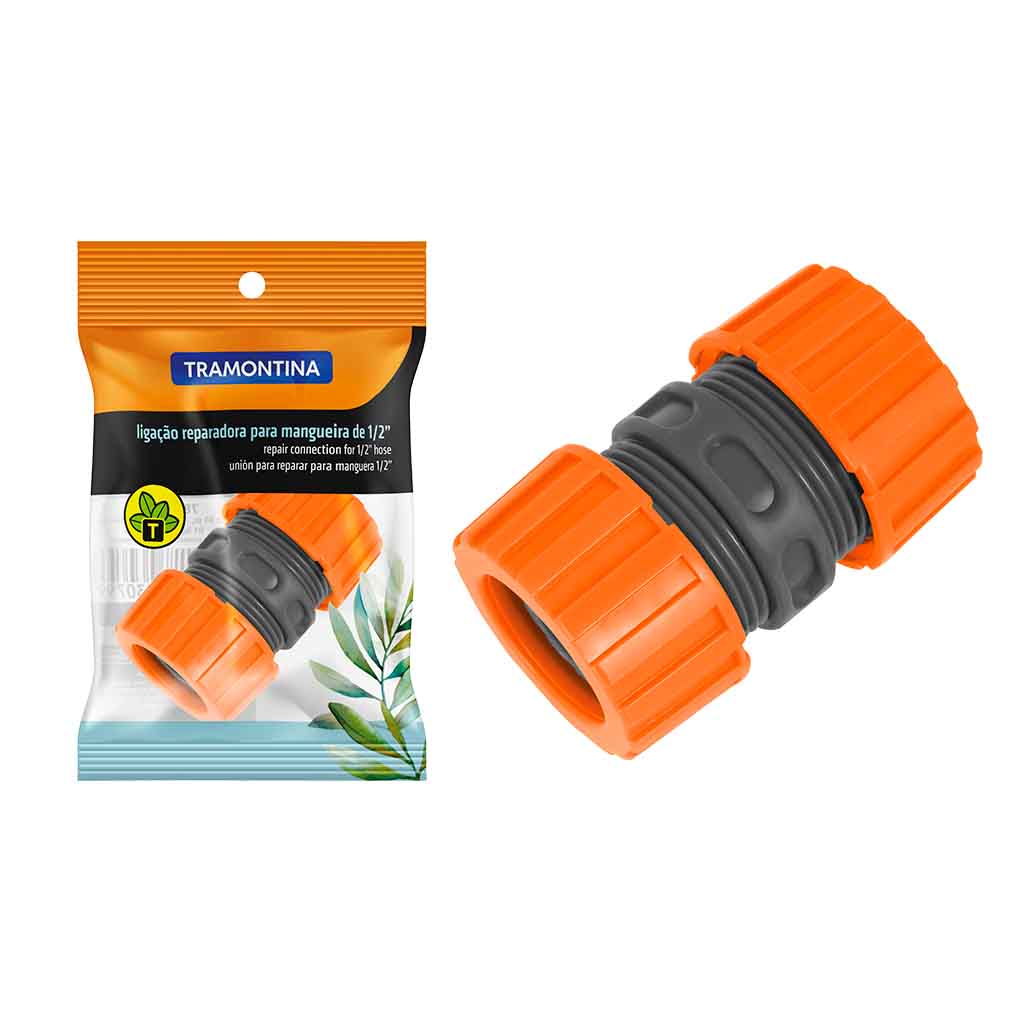 TRAMONTINA
ligação reparadora para mangueira de 1/2"
repair connection for 1/2" hose
unión para reparar para manguera 1/2"
T